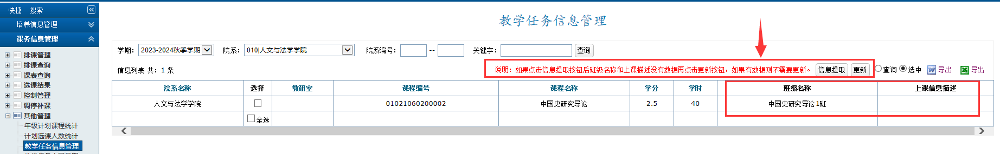 快捷 搜索
培养信息管理
课务信息管理
排课管理
排课查询
课表查询
选课结果
控制管理
调停补课
其他管理
年级计划课程统计
计划选课人数统计
教学任务信息管理
教学任务信息管理
学期： 2023-2024秋季学期 院系： 010|人文与法学学院 院系编号： -- 关键字： 查询
信息列表 共：1 条 说明：如果点击信息提取按钮后班级名称和上课描述没有数据再点击更新按钮，如果有数据则不需要更新。 信息提取 更新 查询 选中 导出 导出
院系名称 选择 教研室 课程编号 课程名称 学分 学时 班级名称 上课信息描述
人文与法学学院 01021060200002 中国史研究导论 2.5 40 中国史研究导论1班
全选